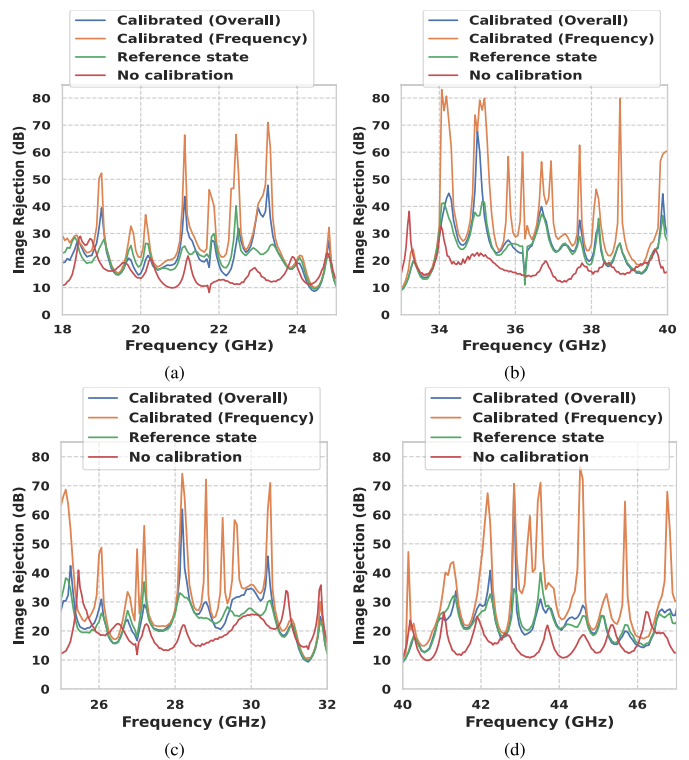 Calibrated (Overall)
Calibrated (Frequency)
Reference state
No calibration
Image Rejection (dB)
80
70
60
50
40
30
20
10
0
18 20 22 24
Frequency (GHz)
(a)
Calibrated (Overall)
Calibrated (Frequency)
Reference state
No calibration
Image Rejection (dB)
80
70
60
50
40
30
20
10
0
34 36 38 40
Frequency (GHz)
(b)
Calibrated (Overall)
Calibrated (Frequency)
Reference state
No calibration
Image Rejection (dB)
80
70
60
50
40
30
20
10
0
26 28 30 32
Frequency (GHz)
(c)
Calibrated (Overall)
Calibrated (Frequency)
Reference state
No calibration
Image Rejection (dB)
80
70
60
50
40
30
20
10
0
40 42 44 46
Frequency (GHz)
(d)